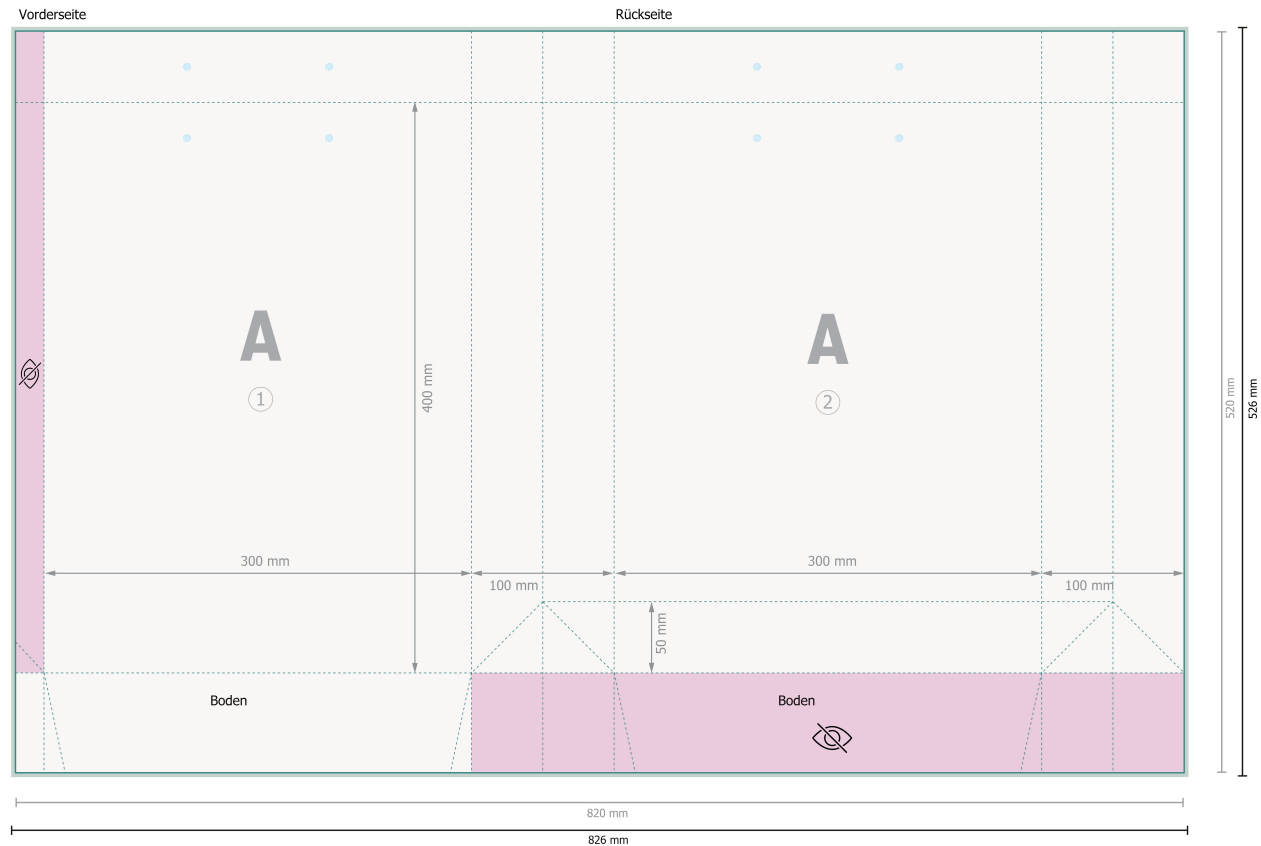 Vorderseite
Rückseite
A
1
A
2
400 mm
300 mm
100 mm
300 mm
100 mm
50 mm
Boden
Boden
520 mm
526 mm
820 mm
826 mm